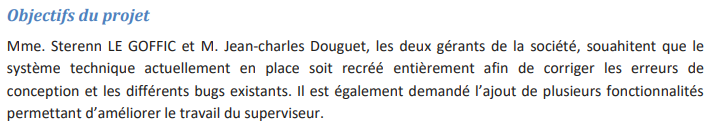 Objectifs du projet
Mme. Sterenn LE GOFFIC et M. Jean-charles Douguet, les deux gérants de la société, souahitent que le
système technique actuellement en place soit recréé entièrement afin de corriger les erreurs de
conception et les différents bugs existants. Il est également demandé l’ajout de plusieurs fonctionnalités
permettant d’améliorer le travail du superviseur.